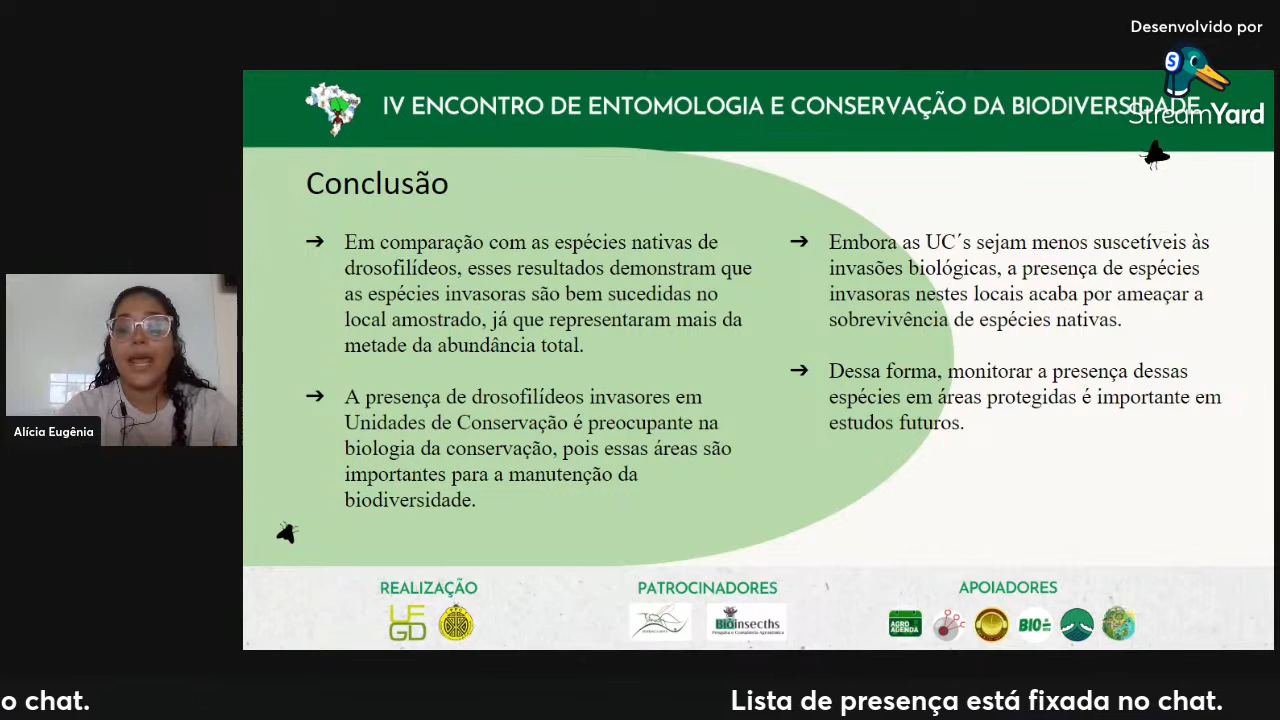 Desenvolvido por
StreamYard
IV ENCONTRO DE ENTOMOLOGIA E CONSERVAÇÃO DA BIODIVERSIDADE
Conclusão
➔ Em comparação com as espécies nativas de
drosofilídeos, esses resultados demonstram que
as espécies invasoras são bem sucedidas no
local amostrado, já que representaram mais da
metade da abundância total.
➔ A presença de drosofilídeos invasores em
Unidades de Conservação é preocupante na
biologia da conservação, pois essas áreas são
importantes para a manutenção da
biodiversidade.
➔ Embora as UC´s sejam menos suscetíveis às
invasões biológicas, a presença de espécies
invasoras nestes locais acaba por ameaçar a
sobrevivência de espécies nativas.
➔ Dessa forma, monitorar a presença dessas
espécies em áreas protegidas é importante em
estudos futuros.
Alícia Eugênia
REALIZAÇÃO
PATROCINADORES
APOIADORES
UF
GD
Bioinsecths
Pesquisa e Consultoria Agronômica
AGRO
AGENDA
BIO
o chat.
Lista de presença está fixada no chat.